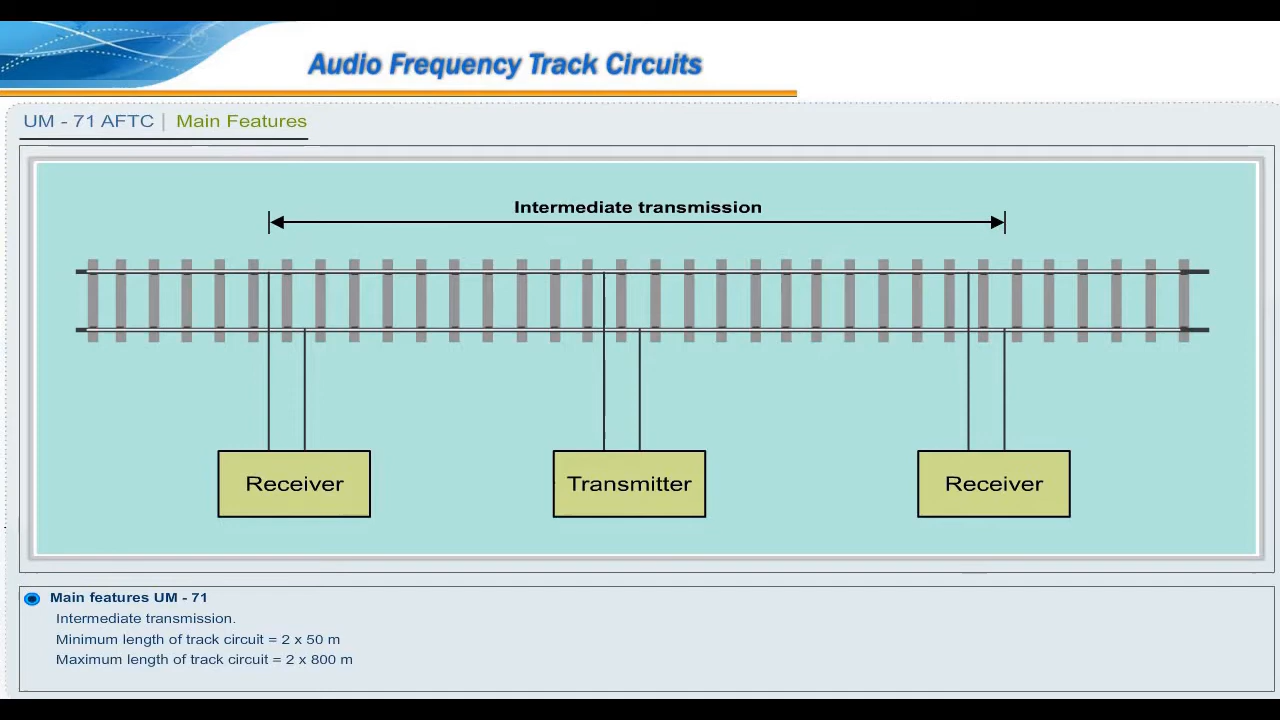 Audio Frequency Track Circuits
UM - 71 AFTC | Main Features
Intermediate transmission
Receiver
Transmitter
Receiver
Main features UM - 71
Intermediate transmission.
Minimum length of track circuit = 2 x 50 m
Maximum length of track circuit = 2 x 800 m